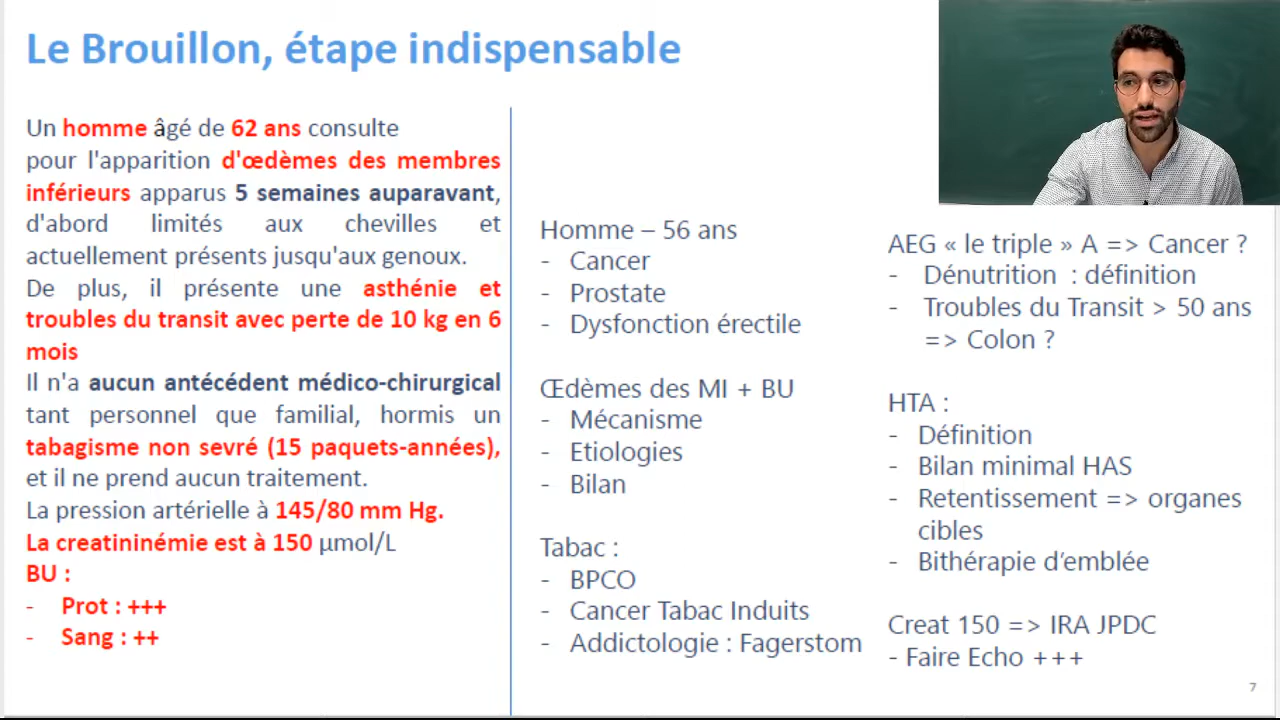 Le Brouillon, étape indispensable
Un homme âgé de 62 ans consulte
pour l'apparition d'œdèmes des membres
inférieurs apparus 5 semaines auparavant,
d'abord limités aux chevilles et
actuellement présents jusqu'aux genoux.
De plus, il présente une asthénie et
troubles du transit avec perte de 10 kg en 6
mois
Il n'a aucun antécédent médico-chirurgical
tant personnel que familial, hormis un
tabagisme non sevré (15 paquets-années),
et il ne prend aucun traitement.
La pression artérielle à 145/80 mm Hg.
La creatininémie est à 150 µmol/L
BU :
- Prot : +++
- Sang : ++
Homme – 56 ans
- Cancer
- Prostate
- Dysfonction érectile
Œdèmes des MI + BU
- Mécanisme
- Etiologies
- Bilan
Tabac :
- BPCO
- Cancer Tabac Induits
- Addictologie : Fagerstom
AEG « le triple » A => Cancer ?
- Dénutrition : définition
- Troubles du Transit > 50 ans
=> Colon ?
HTA :
- Définition
- Bilan minimal HAS
- Retentissement => organes
cibles
- Bithérapie d'emblée
Creat 150 => IRA JPDC
- Faire Echo +++
7